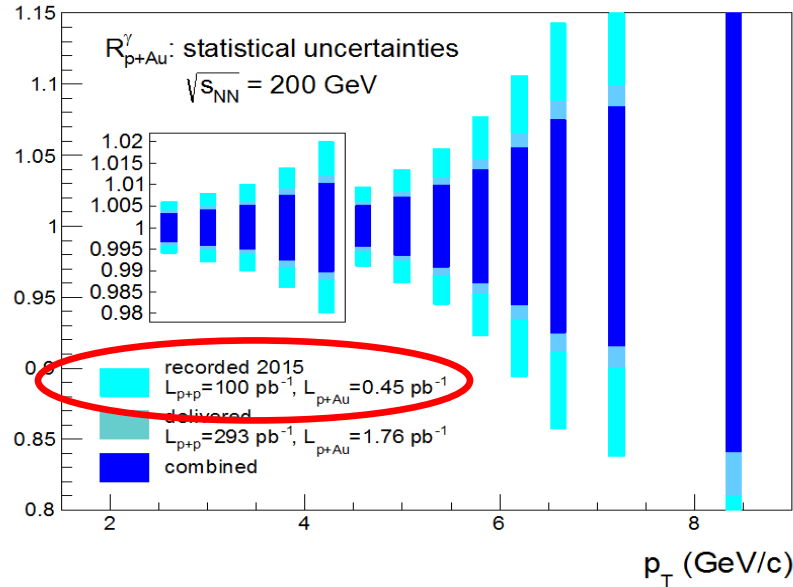 1.15
R^γ_p+Au: statistical uncertainties
√s_NN = 200 GeV
1.1
1.05
1.02
1.015
1.01
1.005
1
0.995
0.99
0.985
0.98
1
0.95
0.9
recorded 2015
L_p+p=100 pb⁻¹, L_p+Au=0.45 pb⁻¹
delivered
L_p+p=293 pb⁻¹, L_p+Au=1.76 pb⁻¹
0.85
combined
0.8
2 4 6 8
p_T (GeV/c)